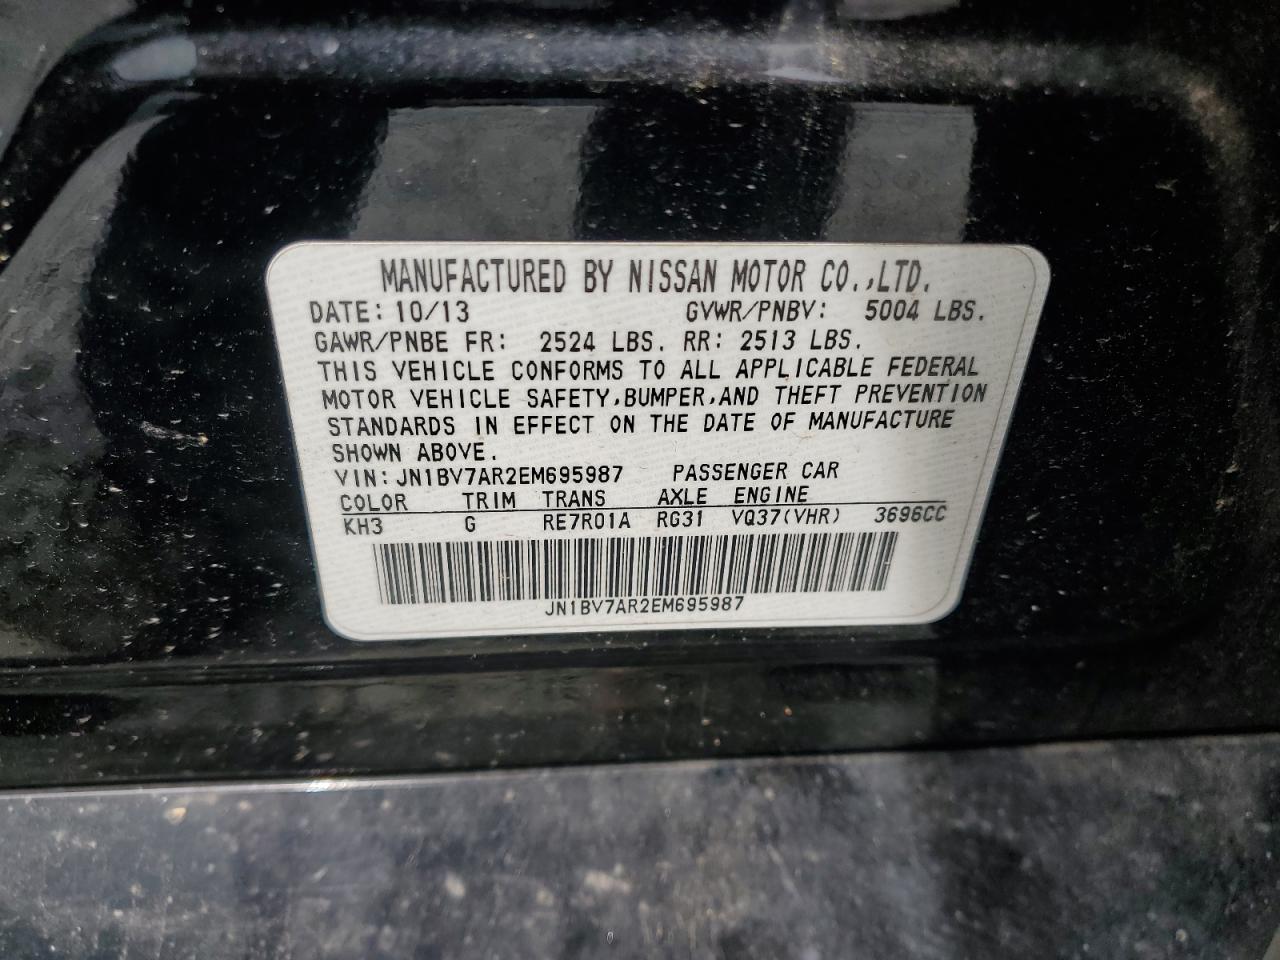 MANUFACTURED BY NISSAN MOTOR CO.,LTD.
DATE: 10/13 GVWR/PNBV: 5004 LBS.
GAWR/PNBE FR: 2524 LBS. RR: 2513 LBS.
THIS VEHICLE CONFORMS TO ALL APPLICABLE FEDERAL
MOTOR VEHICLE SAFETY,BUMPER,AND THEFT PREVENTION
STANDARDS IN EFFECT ON THE DATE OF MANUFACTURE
SHOWN ABOVE.
VIN: JN1BV7AR2EM695987 PASSENGER CAR
COLOR TRIM TRANS AXLE ENGINE
KH3 G RE7R01A RG31 VQ37(VHR) 3696CC
JN1BV7AR2EM695987